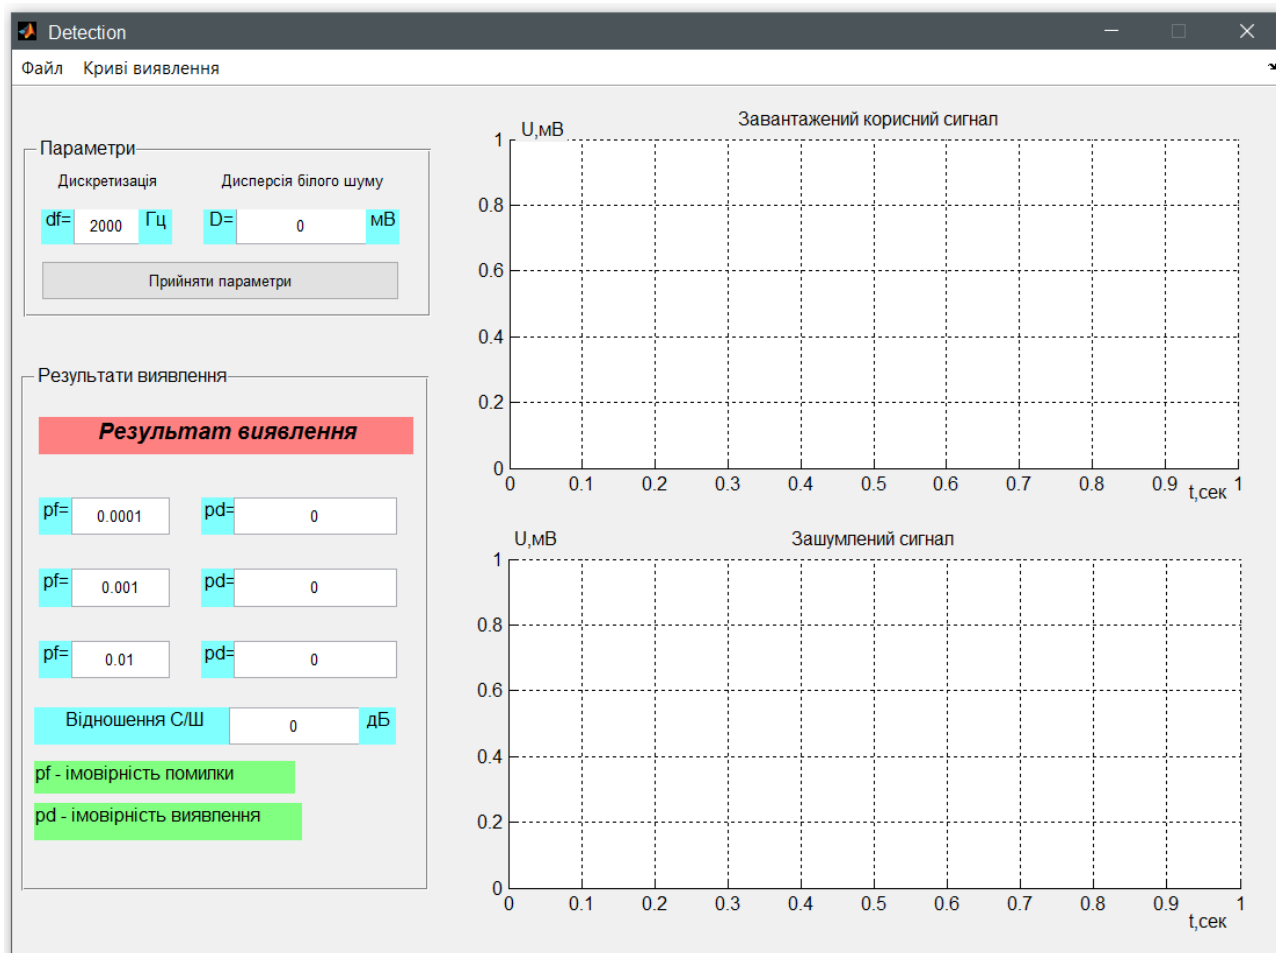 Detection
Файл Криві виявлення
Параметри
Дискретизація Дисперсія білого шуму
df= 2000 Гц D= 0 мВ
Прийняти параметри
Результати виявлення
Результат виявлення
pf= 0.0001 pd= 0
pf= 0.001 pd= 0
pf= 0.01 pd= 0
Відношення С/Ш 0 дБ
pf - імовірність помилки
pd - імовірність виявлення
U,мВ Завантажений корисний сигнал
1
0.8
0.6
0.4
0.2
0
0 0.1 0.2 0.3 0.4 0.5 0.6 0.7 0.8 0.9 t,сек 1
U,мВ Зашумлений сигнал
1
0.8
0.6
0.4
0.2
0
0 0.1 0.2 0.3 0.4 0.5 0.6 0.7 0.8 0.9 1
t,сек